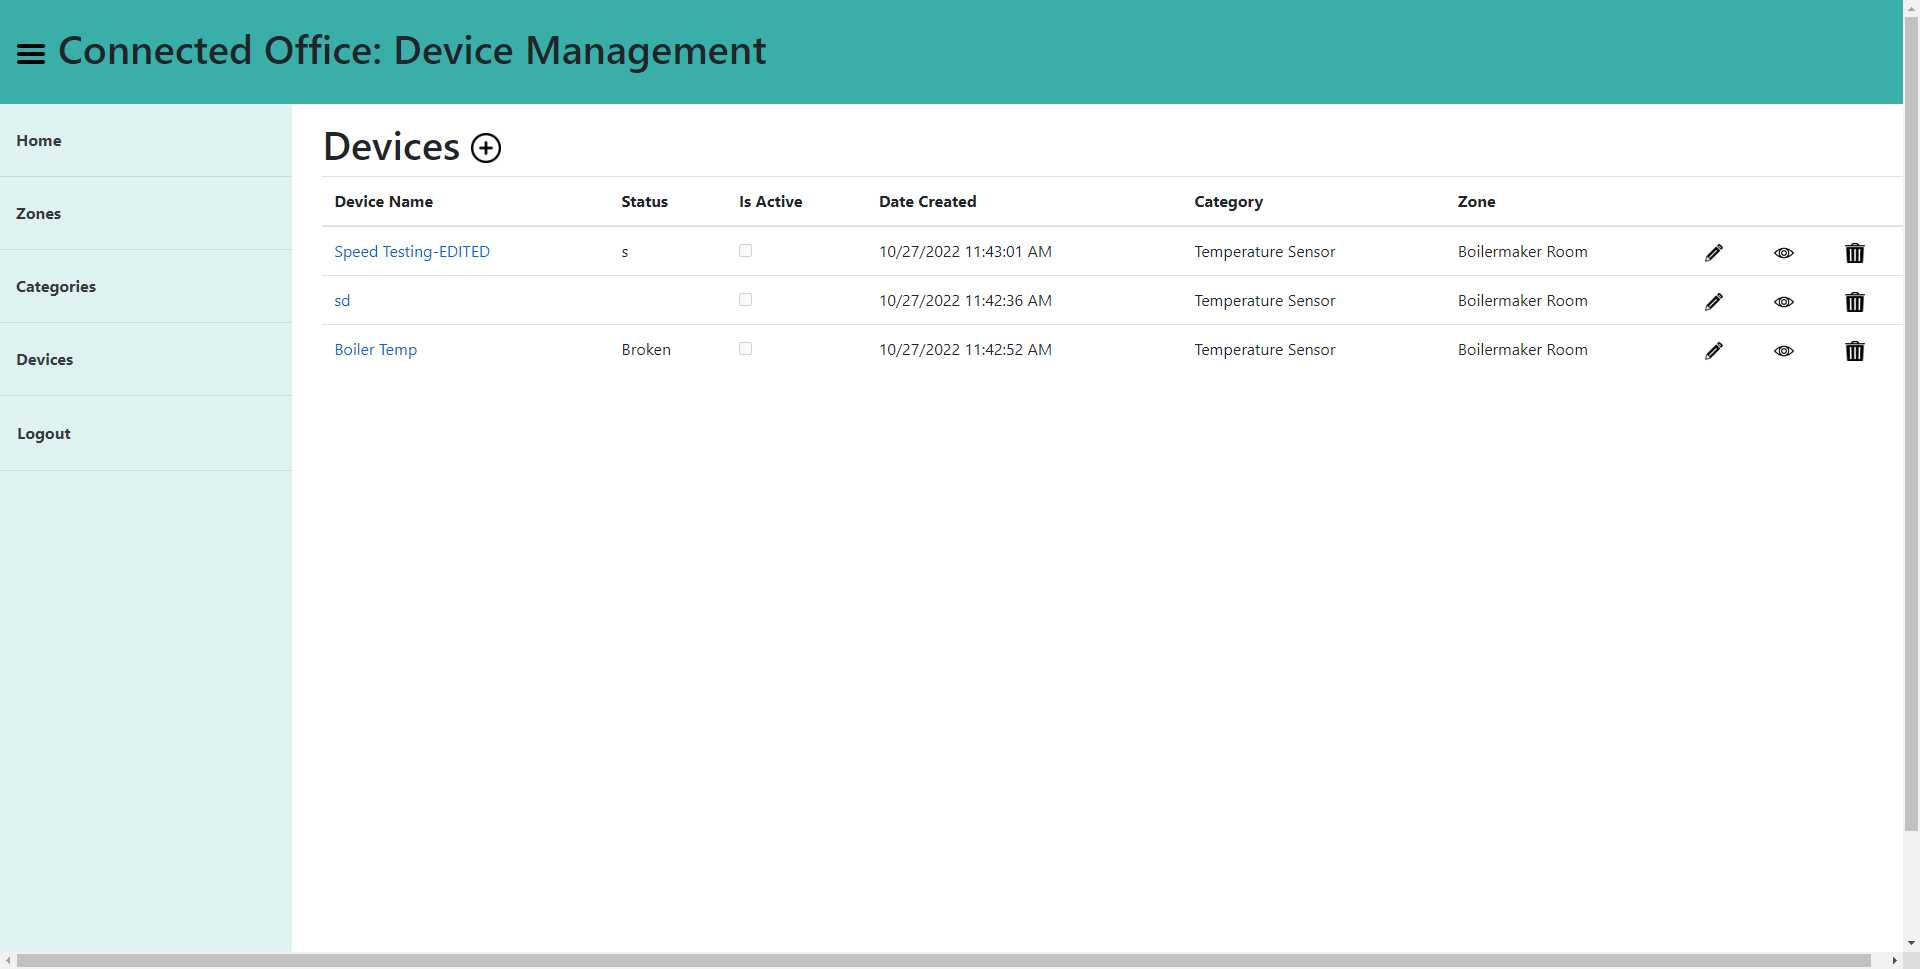 Connected Office: Device Management
Home
Zones
Categories
Devices
Logout
Devices
Device Name Status Is Active Date Created Category Zone
Speed Testing-EDITED s 10/27/2022 11:43:01 AM Temperature Sensor Boilermaker Room
sd 10/27/2022 11:42:36 AM Temperature Sensor Boilermaker Room
Boiler Temp Broken 10/27/2022 11:42:52 AM Temperature Sensor Boilermaker Room